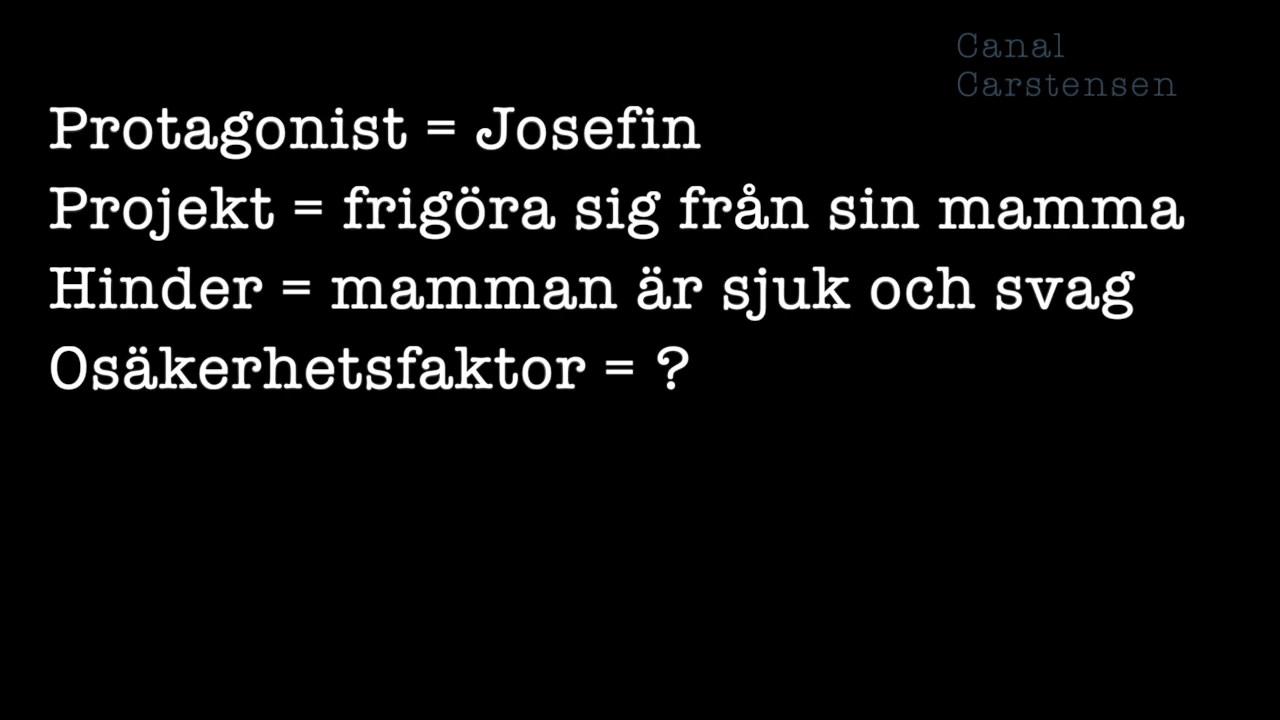 Canal
Carstensen
Protagonist = Josefin
Projekt = frigöra sig från sin mamma
Hinder = mamman är sjuk och svag
Osäkerhetsfaktor = ?